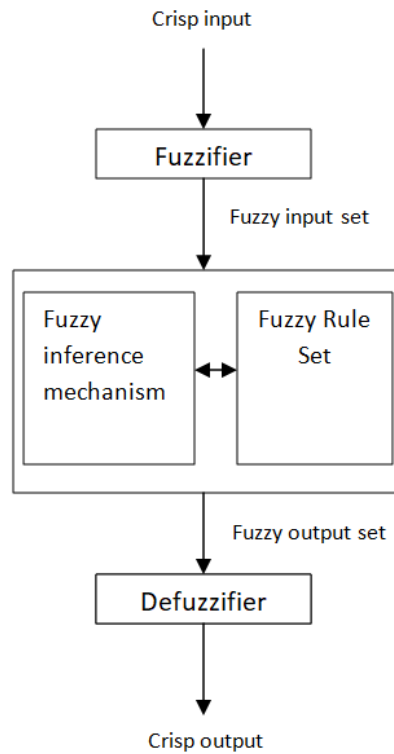 Crisp input
Fuzzifier
Fuzzy input set
Fuzzy
inference
mechanism
Fuzzy Rule
Set
Fuzzy output set
Defuzzifier
Crisp output